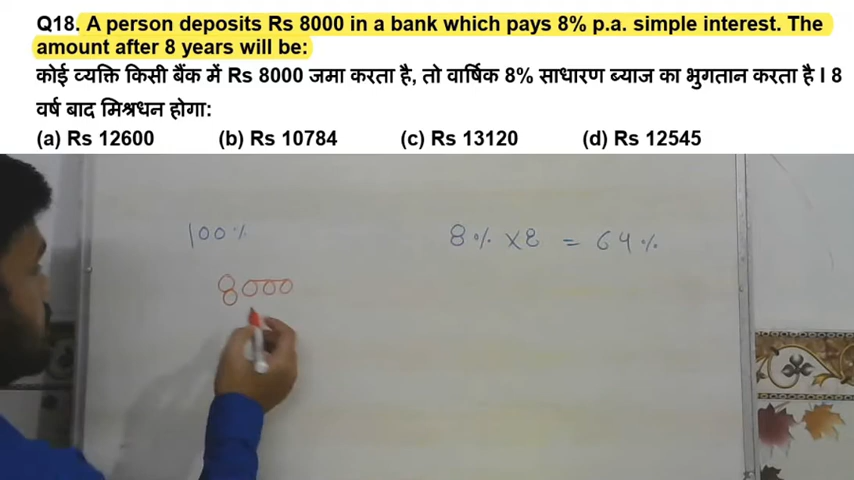 Q18. A person deposits Rs 8000 in a bank which pays 8% p.a. simple interest. The
amount after 8 years will be:
कोई व्यक्ति किसी बैंक में Rs 8000 जमा करता है, तो वार्षिक 8% साधारण ब्याज का भुगतान करता है I 8
वर्ष बाद मिश्रधन होगा:
(a) Rs 12600 (b) Rs 10784 (c) Rs 13120 (d) Rs 12545
100% 8% X8 = 64%
8000